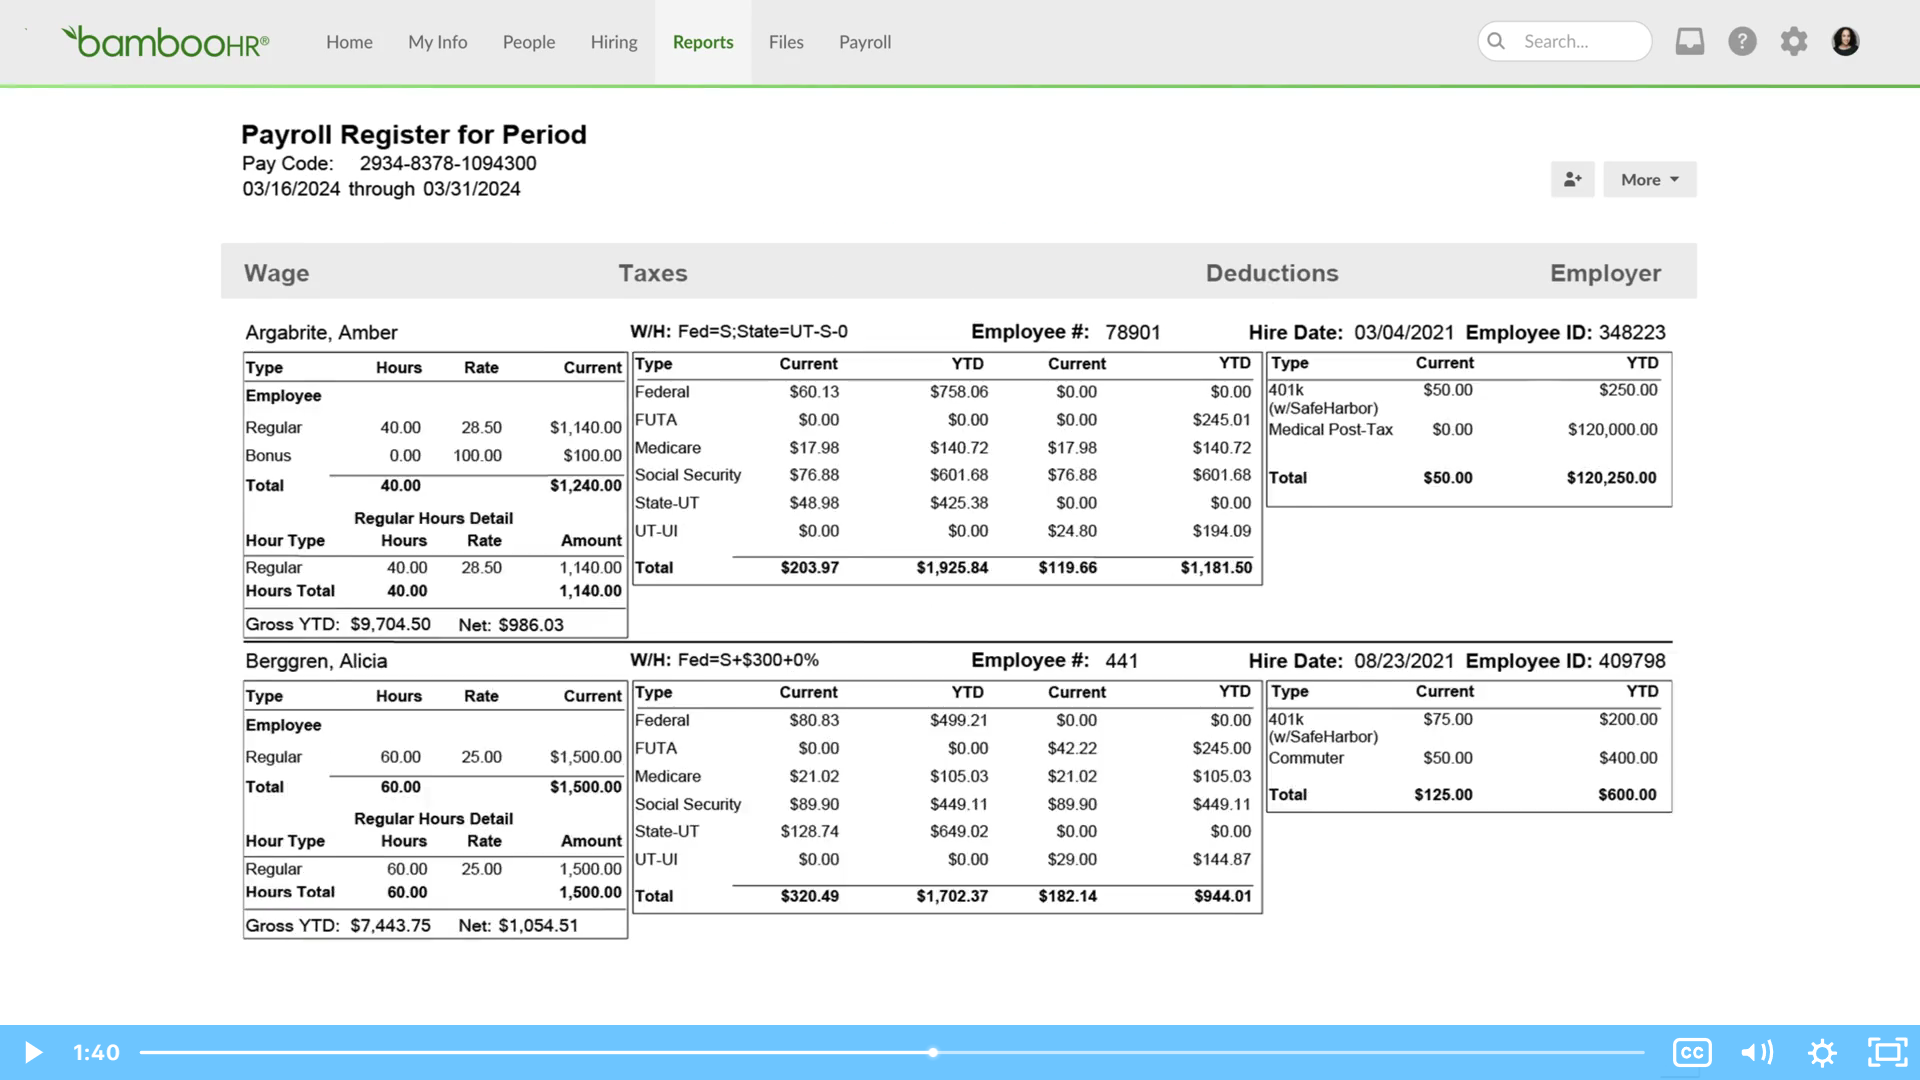 bambooHR®
Home My Info People Hiring Reports Files Payroll
Search...
?
Payroll Register for Period
Pay Code: 2934-8378-1094300
03/16/2024 through 03/31/2024
More
Wage Taxes Deductions Employer
Argabrite, Amber W/H: Fed=S;State=UT-S-0 Employee #: 78901 Hire Date: 03/04/2021 Employee ID: 348223
Type Hours Rate Current
Employee
Regular 40.00 28.50 $1,140.00
Bonus 0.00 100.00 $100.00
Total 40.00 $1,240.00
Regular Hours Detail
Hour Type Hours Rate Amount
Regular 40.00 28.50 1,140.00
Hours Total 40.00 1,140.00
Gross YTD: $9,704.50 Net: $986.03
Type Current YTD Current YTD
Federal $60.13 $758.06 $0.00 $0.00
FUTA $0.00 $0.00 $0.00 $245.01
Medicare $17.98 $140.72 $17.98 $140.72
Social Security $76.88 $601.68 $76.88 $601.68
State-UT $48.98 $425.38 $0.00 $0.00
UT-UI $0.00 $0.00 $24.80 $194.09
Total $203.97 $1,925.84 $119.66 $1,181.50
Type Current YTD
401k $50.00 $250.00
(w/SafeHarbor)
Medical Post-Tax $0.00 $120,000.00
Total $50.00 $120,250.00
Berggren, Alicia W/H: Fed=S+$300+0% Employee #: 441 Hire Date: 08/23/2021 Employee ID: 409798
Type Hours Rate Current
Employee
Regular 60.00 25.00 $1,500.00
Total 60.00 $1,500.00
Regular Hours Detail
Hour Type Hours Rate Amount
Regular 60.00 25.00 1,500.00
Hours Total 60.00 1,500.00
Gross YTD: $7,443.75 Net: $1,054.51
Type Current YTD Current YTD
Federal $80.83 $499.21 $0.00 $0.00
FUTA $0.00 $0.00 $42.22 $245.00
Medicare $21.02 $105.03 $21.02 $105.03
Social Security $89.90 $449.11 $89.90 $449.11
State-UT $128.74 $649.02 $0.00 $0.00
UT-UI $0.00 $0.00 $29.00 $144.87
Total $320.49 $1,702.37 $182.14 $944.01
Type Current YTD
401k $75.00 $200.00
(w/SafeHarbor)
Commuter $50.00 $400.00
Total $125.00 $600.00
1:40
CC